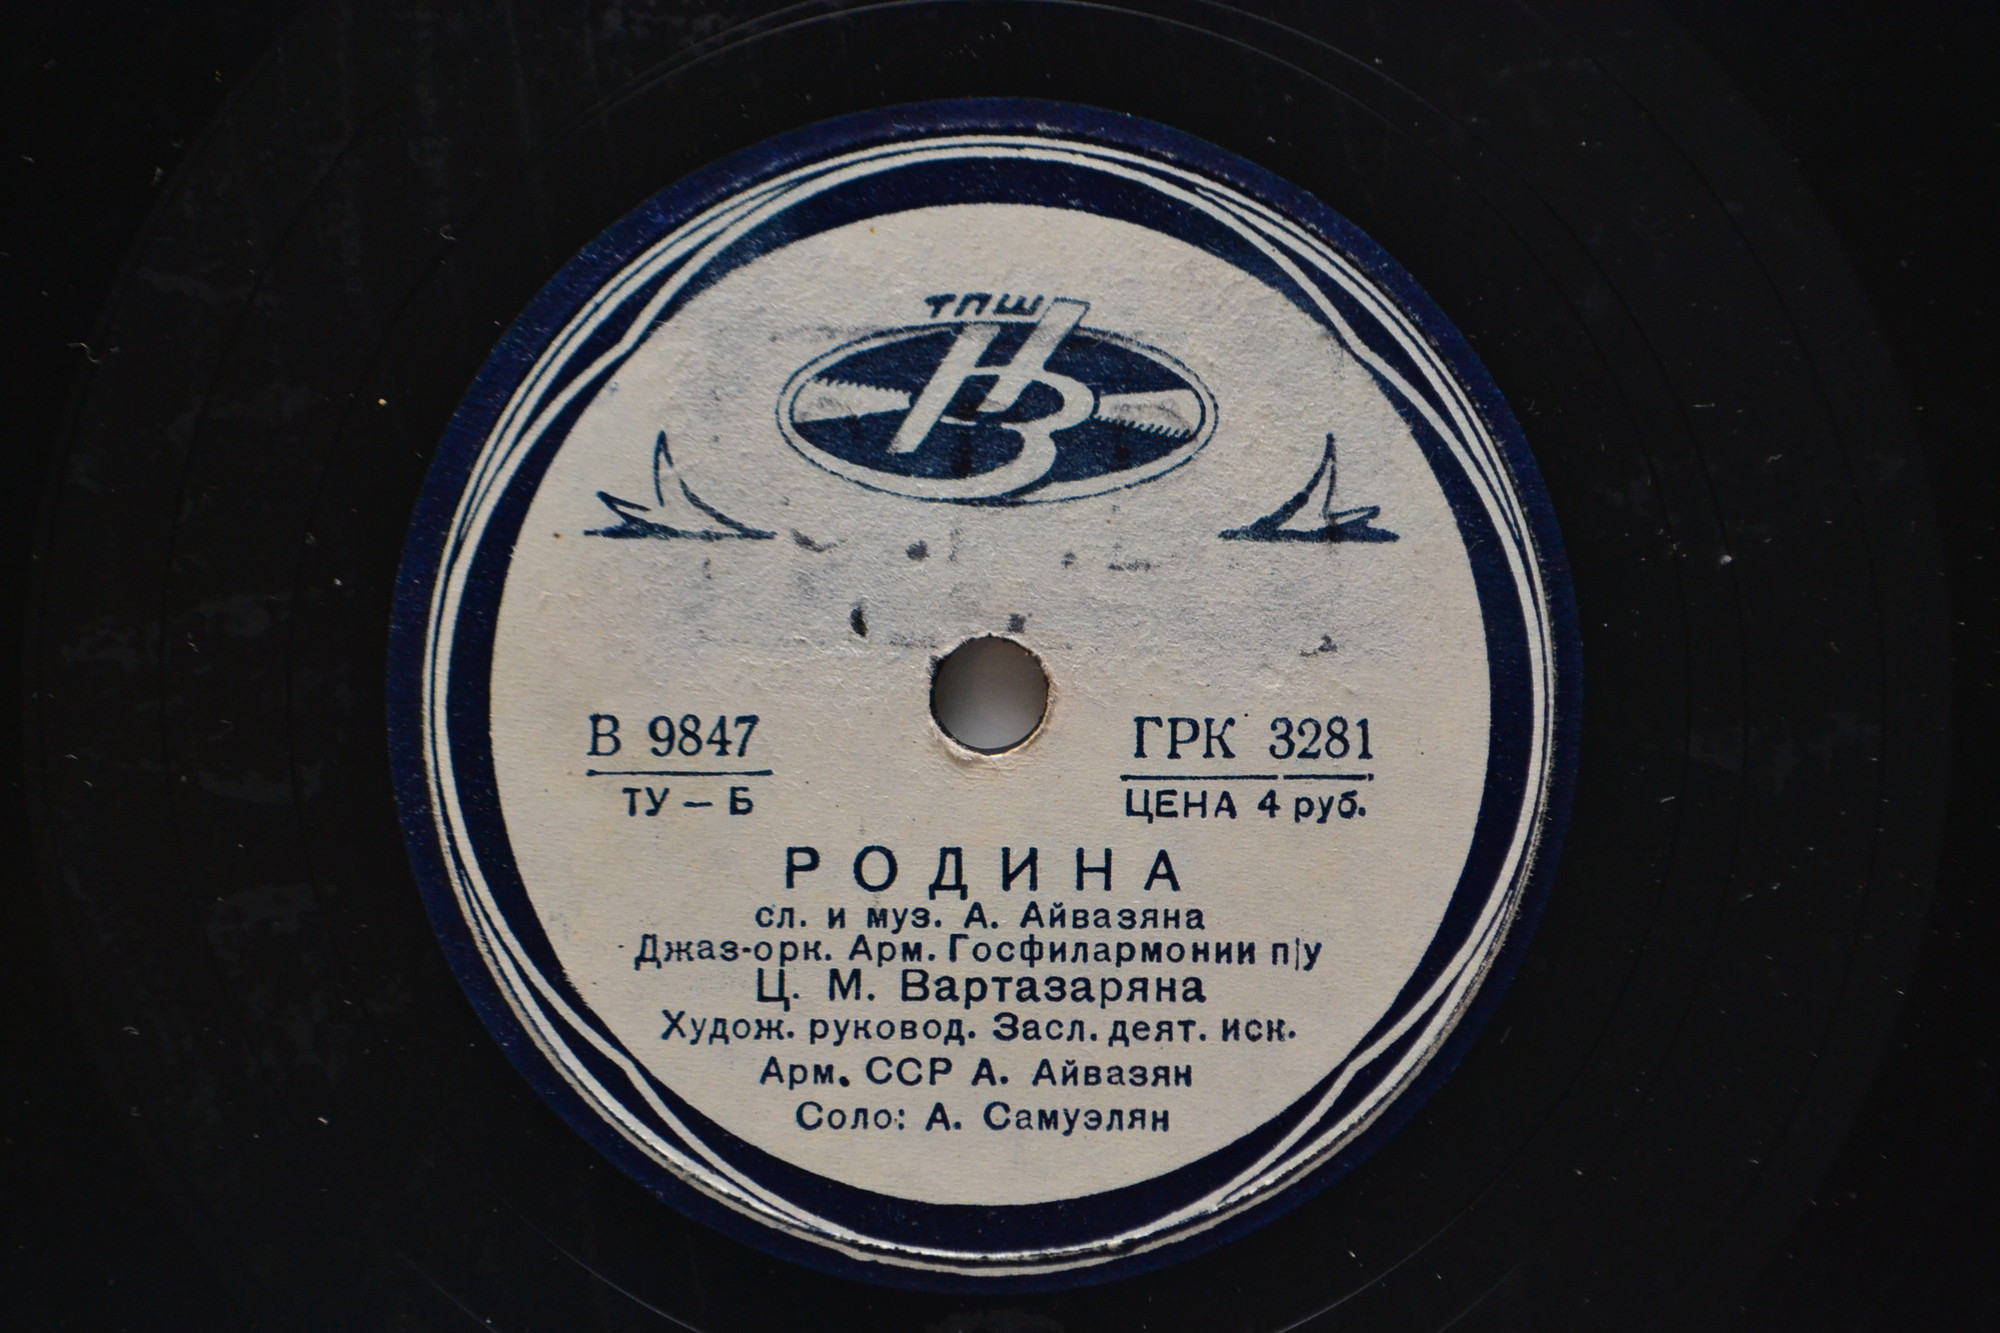 ТПШ
НЗ
В 9847 ГРК 3281
ТУ – Б ЦЕНА 4 руб.
РОДИНА
сл. и муз. А. Айвазяна
Джаз-орк. Арм. Госфилармонии п/у
Ц. М. Вартазаряна
Худож. руковод. Засл. деят. иск.
Арм. ССР А. Айвазян
Соло: А. Самуэлян